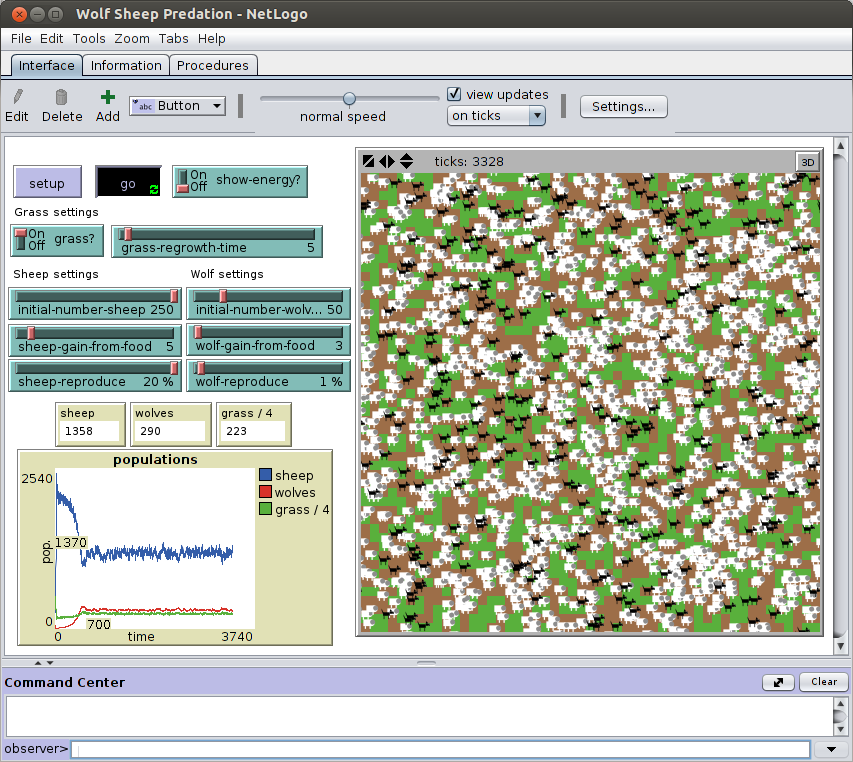 Wolf Sheep Predation - NetLogo
File Edit Tools Zoom Tabs Help
Interface Information Procedures
Edit Delete Add abc Button normal speed view updates on ticks Settings...
ticks: 3328 3D
setup go On Off show-energy?
Grass settings
On Off grass? grass-regrowth-time 5
Sheep settings Wolf settings
initial-number-sheep 250 initial-number-wolv... 50
sheep-gain-from-food 5 wolf-gain-from-food 3
sheep-reproduce 20 % wolf-reproduce 1 %
sheep wolves grass / 4
1358 290 223
populations
2540 sheep
wolves
grass / 4
pop. 1370
0 700
0 time 3740
Command Center Clear
observer>